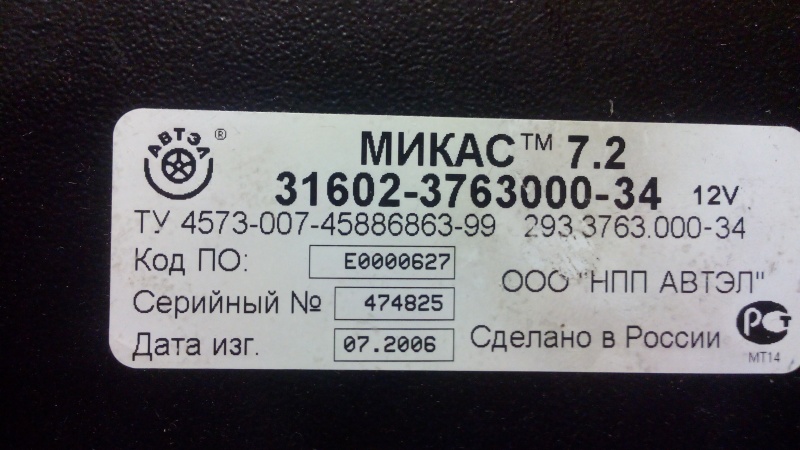 АВТЭЛ ®
МИКАС™ 7.2
31602-3763000-34 12V
ТУ 4573-007-45886863-99 293.3763.000-34
Код ПО: E0000627
ООО "НПП АВТЭЛ"
Серийный № 474825
Дата изг. 07.2006 Сделано в России
РСТ
МТ14